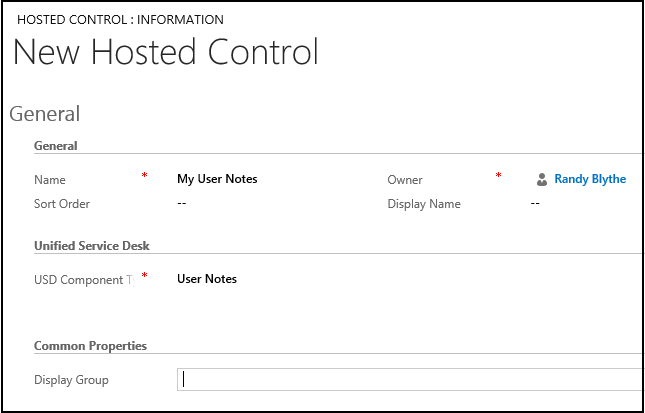 HOSTED CONTROL : INFORMATION
New Hosted Control
General
General
Name * My User Notes Owner * Randy Blythe
Sort Order -- Display Name --
Unified Service Desk
USD Component T * User Notes
Common Properties
Display Group